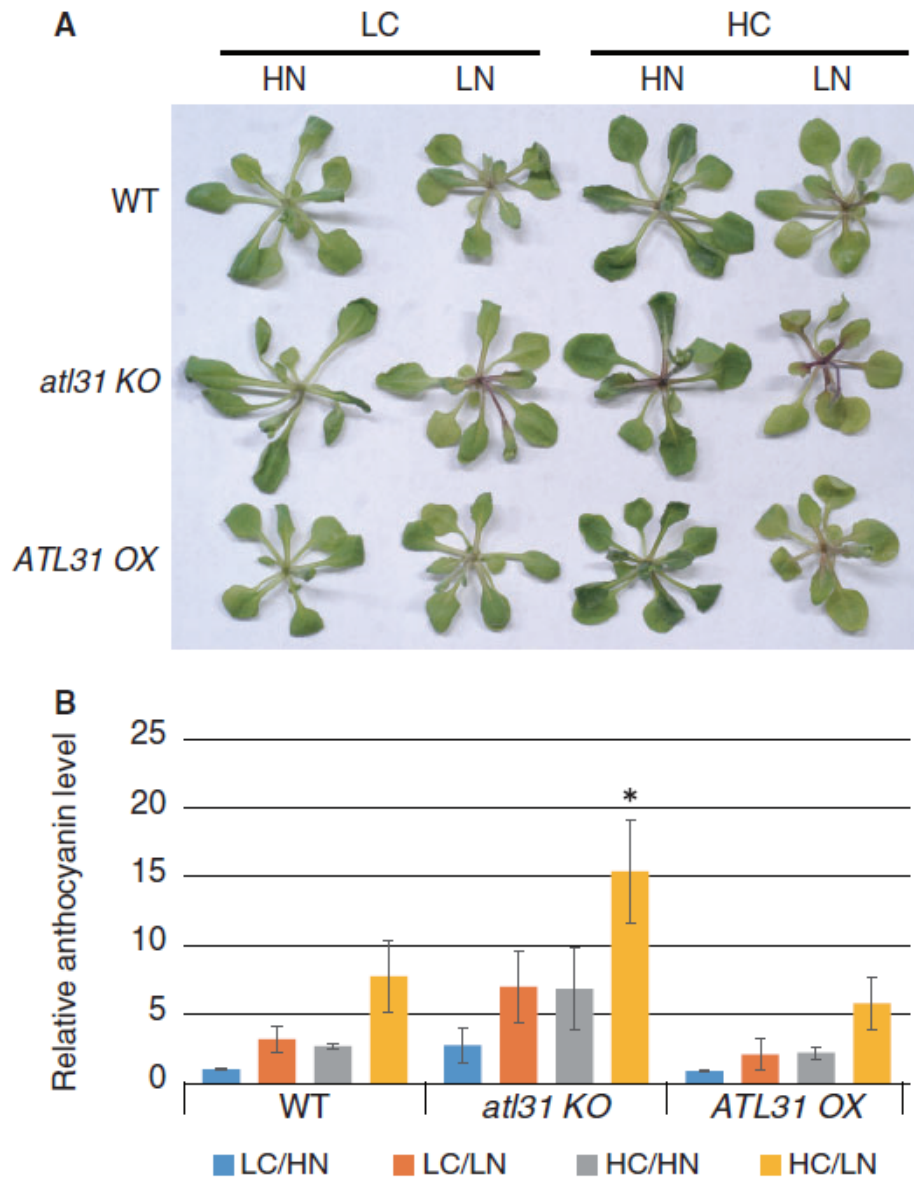 A
LC HC
HN LN HN LN
WT
atl31 KO
ATL31 OX
B
Relative anthocyanin level
25
20
*
15
10
5
0
WT atl31 KO ATL31 OX
LC/HN LC/LN HC/HN HC/LN